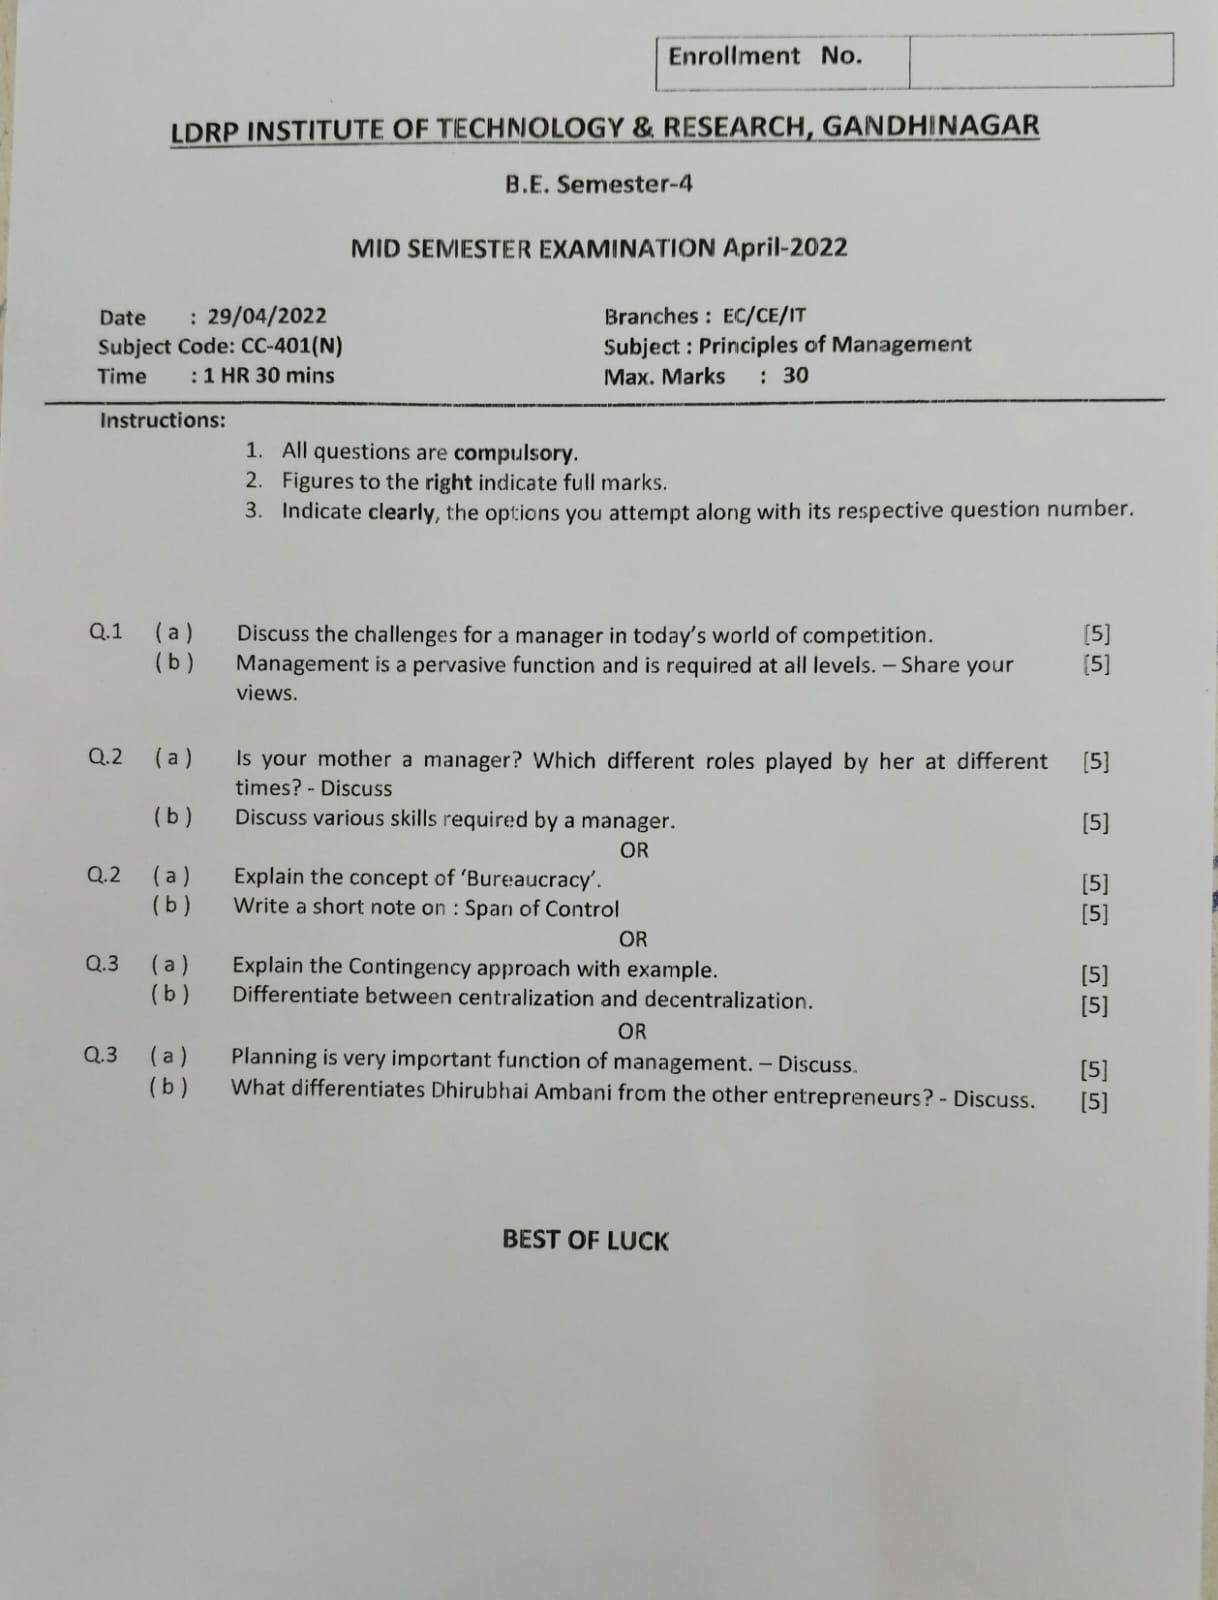 Enrollment No.
LDRP INSTITUTE OF TECHNOLOGY & RESEARCH, GANDHINAGAR
B.E. Semester-4
MID SEMESTER EXAMINATION April-2022
Date : 29/04/2022 Branches : EC/CE/IT
Subject Code: CC-401(N) Subject : Principles of Management
Time : 1 HR 30 mins Max. Marks : 30
Instructions:
1. All questions are compulsory.
2. Figures to the right indicate full marks.
3. Indicate clearly, the options you attempt along with its respective question number.
Q.1 (a) Discuss the challenges for a manager in today's world of competition. [5]
(b) Management is a pervasive function and is required at all levels. – Share your [5]
views.
Q.2 (a) Is your mother a manager? Which different roles played by her at different [5]
times? - Discuss
(b) Discuss various skills required by a manager. [5]
OR
Q.2 (a) Explain the concept of ‘Bureaucracy’. [5]
(b) Write a short note on : Span of Control [5]
OR
Q.3 (a) Explain the Contingency approach with example. [5]
(b) Differentiate between centralization and decentralization. [5]
OR
Q.3 (a) Planning is very important function of management. – Discuss. [5]
(b) What differentiates Dhirubhai Ambani from the other entrepreneurs? - Discuss. [5]
BEST OF LUCK